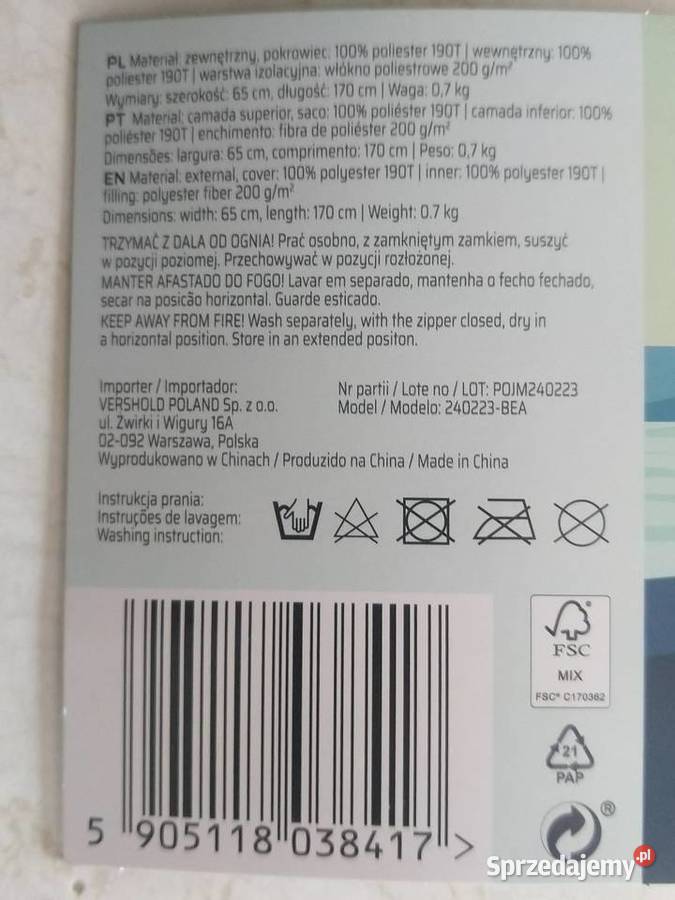 PL Materiał: zewnętrzny, pokrowiec: 100% poliester 190T | wewnętrzny: 100%
poliester 190T | warstwa izolacyjna: włókno poliestrowe 200 g/m²
Wymiary: szerokość: 65 cm, długość: 170 cm | Waga: 0,7 kg
PT Material: camada superior, saco: 100% poliéster 190T | camada inferior: 100%
poliéster 190T | enchimento: fibra de poliéster 200 g/m²
Dimensões: largura: 65 cm, comprimento: 170 cm | Peso: 0,7 kg
EN Material: external, cover: 100% polyester 190T | inner: 100% polyester 190T |
filling: polyester fiber 200 g/m²
Dimensions: width: 65 cm, length: 170 cm | Weight: 0.7 kg
TRZYMAĆ Z DALA OD OGNIA! Prać osobno, z zamkniętym zamkiem, suszyć
w pozycji poziomej. Przechowywać w pozycji rozłożonej.
MANTER AFASTADO DO FOGO! Lavar em separado, mantenha o fecho fechado,
secar na posicão horizontal. Guarde esticado.
KEEP AWAY FROM FIRE! Wash separately, with the zipper closed, dry in
a horizontal position. Store in an extended positon.
Importer / Importador:
VERSHOLD POLAND Sp. z o.o.
ul. Żwirki i Wigury 16A
02-092 Warszawa, Polska
Nr partii / Lote no / LOT: POJM240223
Model / Modelo: 240223-BEA
Wyprodukowano w Chinach / Produzido na China / Made in China
Instrukcja prania:
Instruções de lavagem:
Washing instruction:
FSC
MIX
FSC® C170362
21
PAP
5 905118 038417 >
®
Sprzedajemy.pl